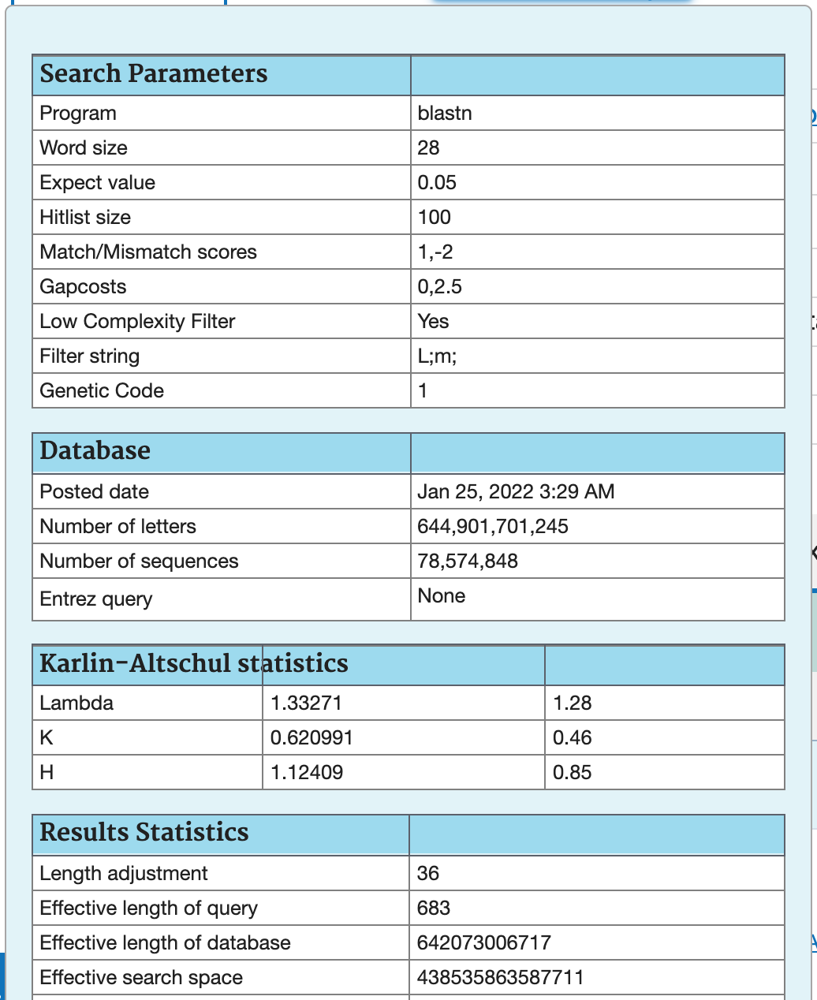 Search Parameters
Program blastn
Word size 28
Expect value 0.05
Hitlist size 100
Match/Mismatch scores 1,-2
Gapcosts 0,2.5
Low Complexity Filter Yes
Filter string L;m;
Genetic Code 1
Database
Posted date Jan 25, 2022 3:29 AM
Number of letters 644,901,701,245
Number of sequences 78,574,848
Entrez query None
Karlin-Altschul statistics
Lambda 1.33271 1.28
K 0.620991 0.46
H 1.12409 0.85
Results Statistics
Length adjustment 36
Effective length of query 683
Effective length of database 642073006717
Effective search space 438535863587711